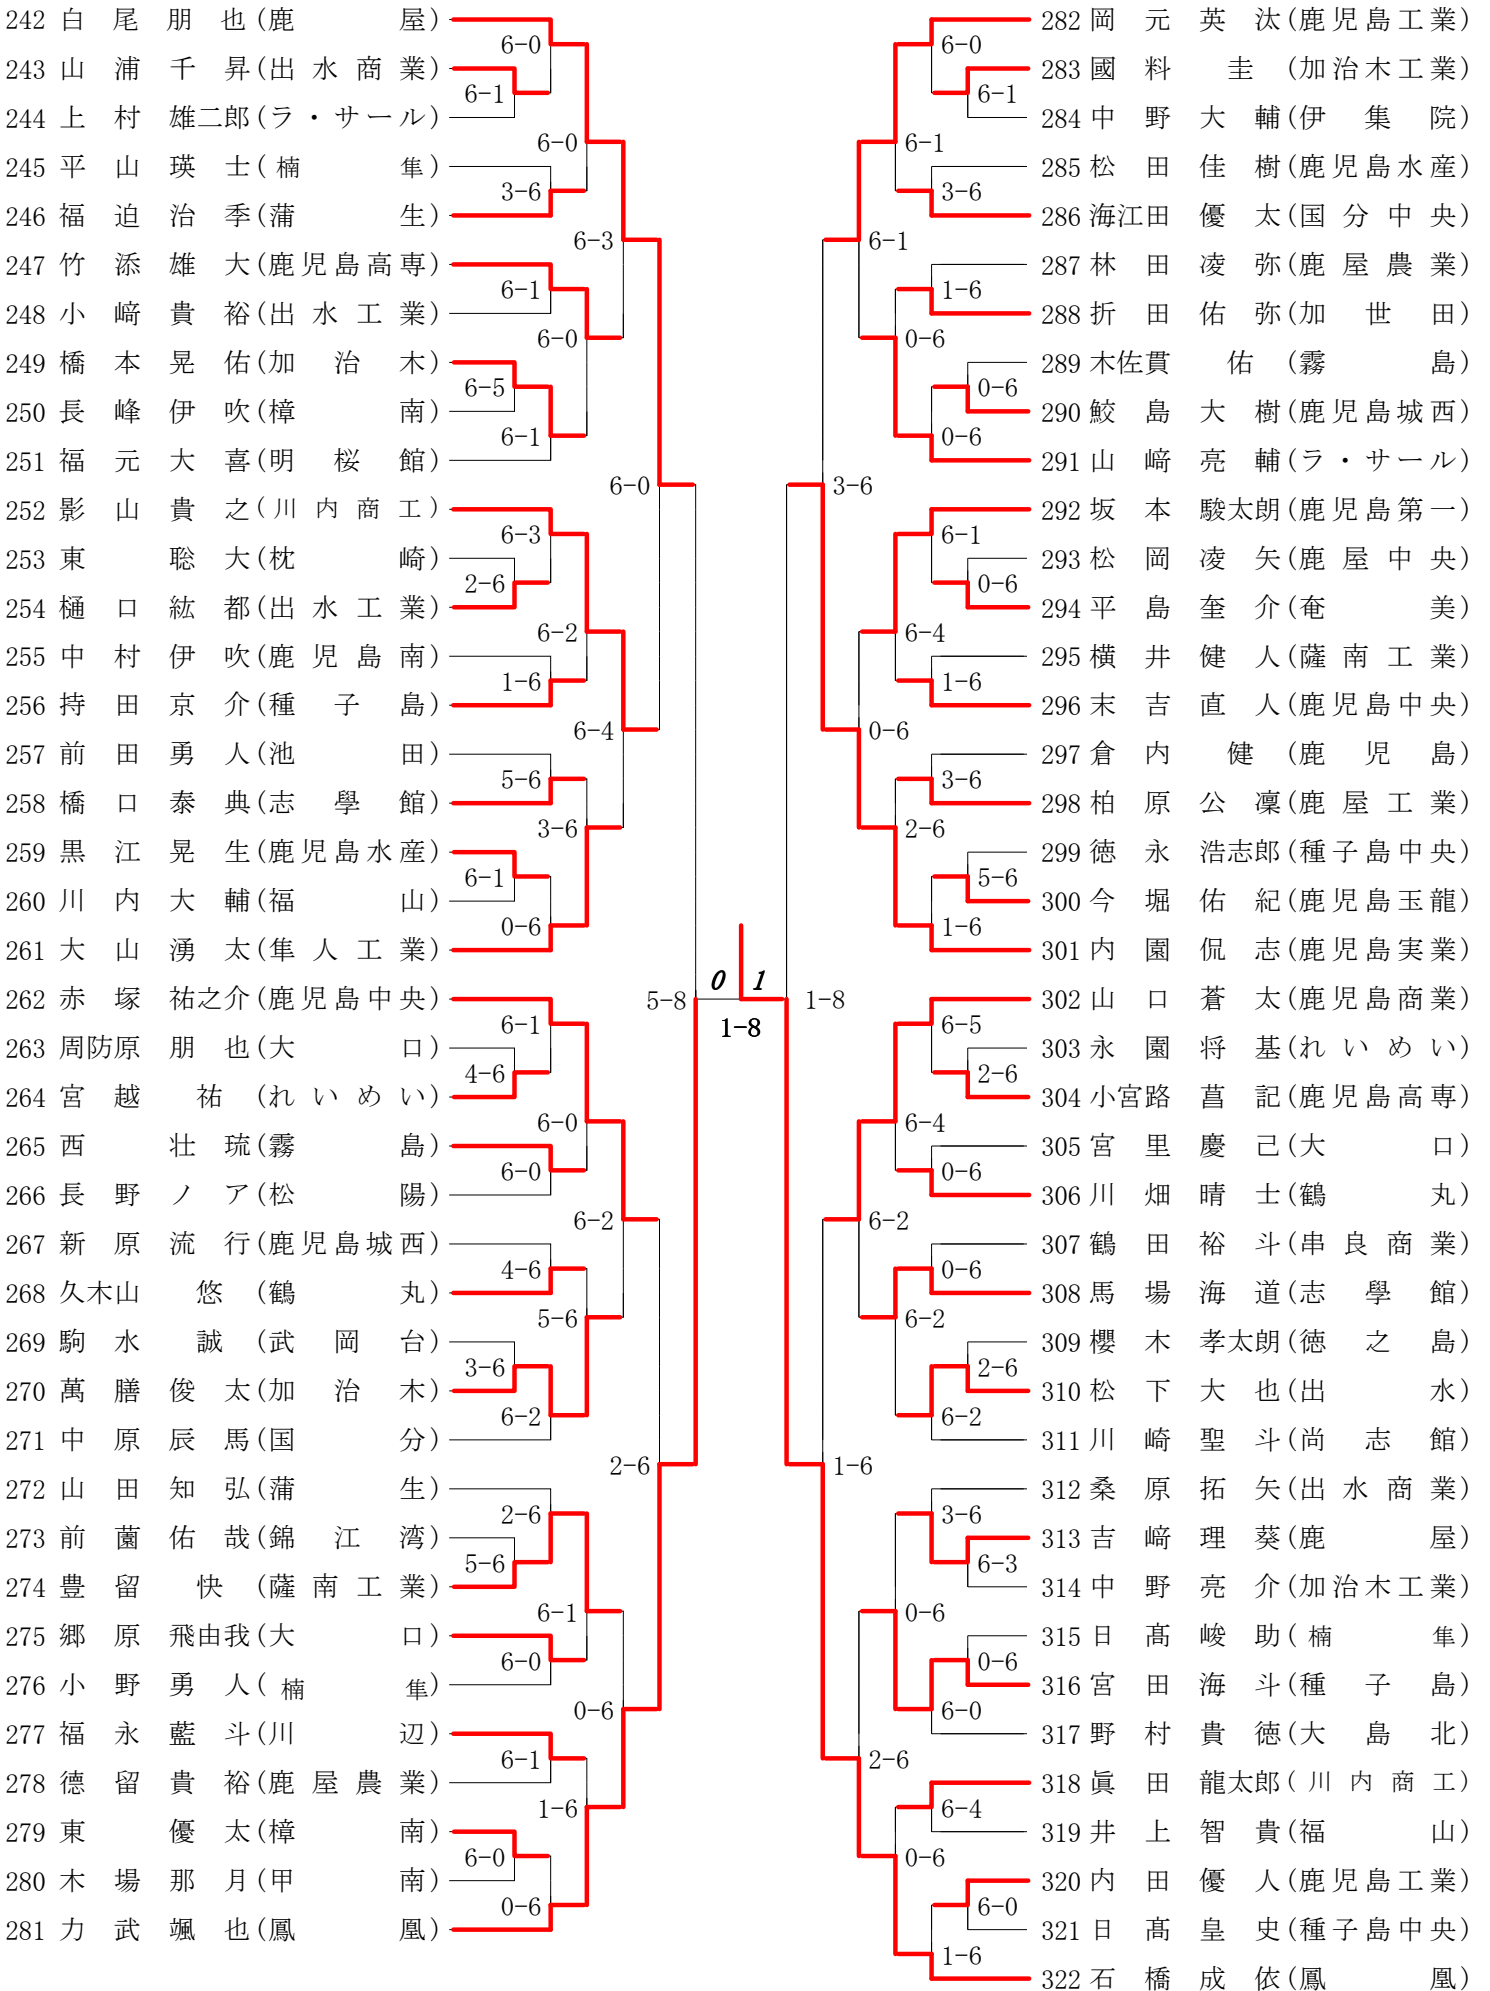 242 白尾朋也(鹿屋)
243 山浦千昇(出水商業)
244 上村雄二郎(ラ・サール)
245 平山瑛士(楠隼)
246 福迫治季(蒲生)
247 竹添雄大(鹿児島高専)
248 小﨑貴裕(出水工業)
249 橋本晃佑(加治木)
250 長峰伊吹(樟南)
251 福元大喜(明桜館)
252 影山貴之(川内商工)
253 東聡大(枕崎)
254 樋口紘都(出水工業)
255 中村伊吹(鹿児島南)
256 持田京介(種子島)
257 前田勇人(池田)
258 橋口泰典(志學館)
259 黒江晃生(鹿児島水産)
260 川内大輔(福山)
261 大山湧太(隼人工業)
262 赤塚祐之介(鹿児島中央)
263 周防原朋也(大口)
264 宮越祐(れいめい)
265 西壮琉(霧島)
266 長野ノア(松陽)
267 新原流行(鹿児島城西)
268 久木山悠(鶴丸)
269 駒水誠(武岡台)
270 萬膳俊太(加治木)
271 中原辰馬(国分)
272 山田知弘(蒲生)
273 前薗佑哉(錦江湾)
274 豊留快(薩南工業)
275 郷原飛由我(大口)
276 小野勇人(楠隼)
277 福永藍斗(川辺)
278 德留貴裕(鹿屋農業)
279 東優太(樟南)
280 木場那月(甲南)
281 力武颯也(鳳凰)
6-0
6-1
6-0
3-6
6-3
6-1
6-0
6-5
6-1
6-0
6-3
2-6
6-2
1-6
6-4
5-6
3-6
6-1
0-6
5-8
6-1
4-6
6-0
6-0
6-2
4-6
5-6
3-6
6-2
2-6
2-6
5-6
6-1
6-0
0-6
6-1
1-6
6-0
0-6
0 1
1-8
282 岡元英汰(鹿児島工業)
283 國料圭(加治木工業)
284 中野大輔(伊集院)
285 松田佳樹(鹿児島水産)
286 海江田優太(国分中央)
287 林田凌弥(鹿屋農業)
288 折田佑弥(加世田)
289 木佐貫佑(霧島)
290 鮫島大樹(鹿児島城西)
291 山﨑亮輔(ラ・サール)
292 坂本駿太朗(鹿児島第一)
293 松岡凌矢(鹿屋中央)
294 平島奎介(奄美)
295 横井健人(薩南工業)
296 末吉直人(鹿児島中央)
297 倉内健(鹿児島)
298 柏原公凜(鹿屋工業)
299 徳永浩志郎(種子島中央)
300 今堀佑紀(鹿児島玉龍)
301 内園侃志(鹿児島実業)
302 山口蒼太(鹿児島商業)
303 永園将基(れいめい)
304 小宮路菖記(鹿児島高専)
305 宮里慶己(大口)
306 川畑晴士(鶴丸)
307 鶴田裕斗(串良商業)
308 馬場海道(志學館)
309 櫻木孝太朗(徳之島)
310 松下大也(出水)
311 川崎聖斗(尚志館)
312 桑原拓矢(出水商業)
313 吉﨑理葵(鹿屋)
314 中野亮介(加治木工業)
315 日髙峻助(楠隼)
316 宮田海斗(種子島)
317 野村貴徳(大島北)
318 眞田龍太郎(川内商工)
319 井上智貴(福山)
320 内田優人(鹿児島工業)
321 日髙皇史(種子島中央)
322 石橋成依(鳳凰)
6-0
6-1
6-1
3-6
6-1
1-6
0-6
0-6
0-6
3-6
6-1
0-6
6-4
1-6
0-6
3-6
2-6
5-6
1-6
1-8
6-5
2-6
6-4
0-6
6-2
0-6
6-2
2-6
6-2
1-6
3-6
6-3
0-6
0-6
6-0
2-6
6-4
0-6
6-0
1-6